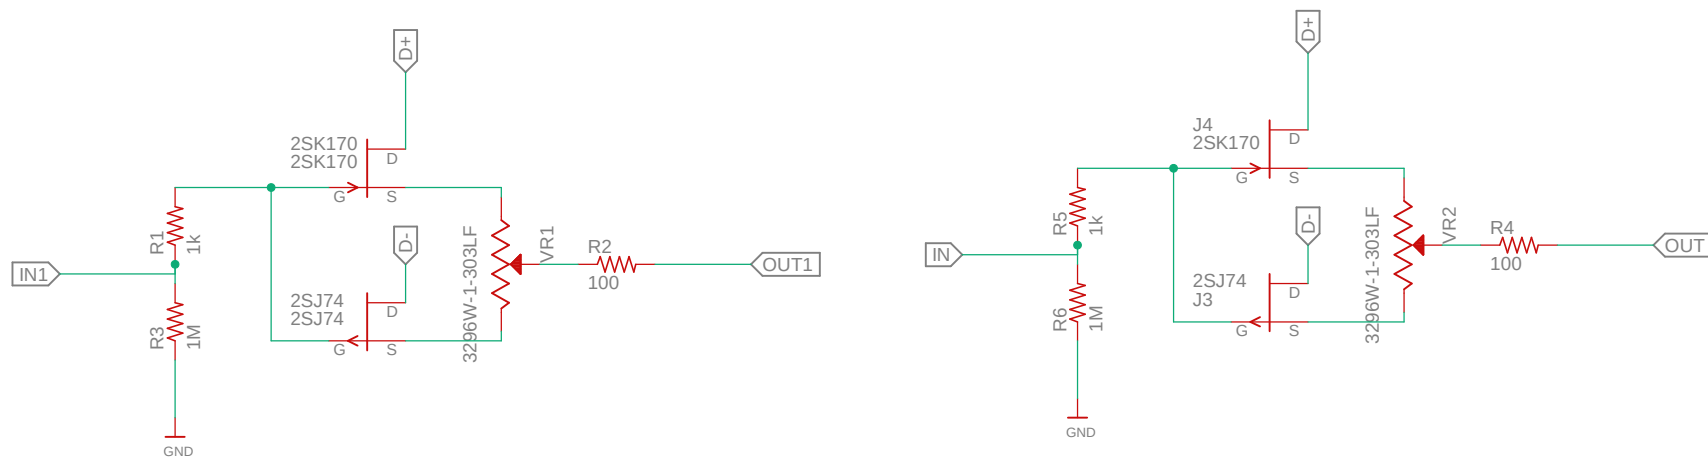 D+
2SK170
2SK170
D
G
S
R1
1k
D-
IN1
2SJ74
2SJ74
D
G
S
R3
1M
3296W-1-303LF
VR1
R2
100
OUT1
GND
D+
J4
2SK170
D
G
S
R5
1k
D-
IN
2SJ74
J3
D
G
S
R6
1M
3296W-1-303LF
VR2
R4
100
OUT
GND